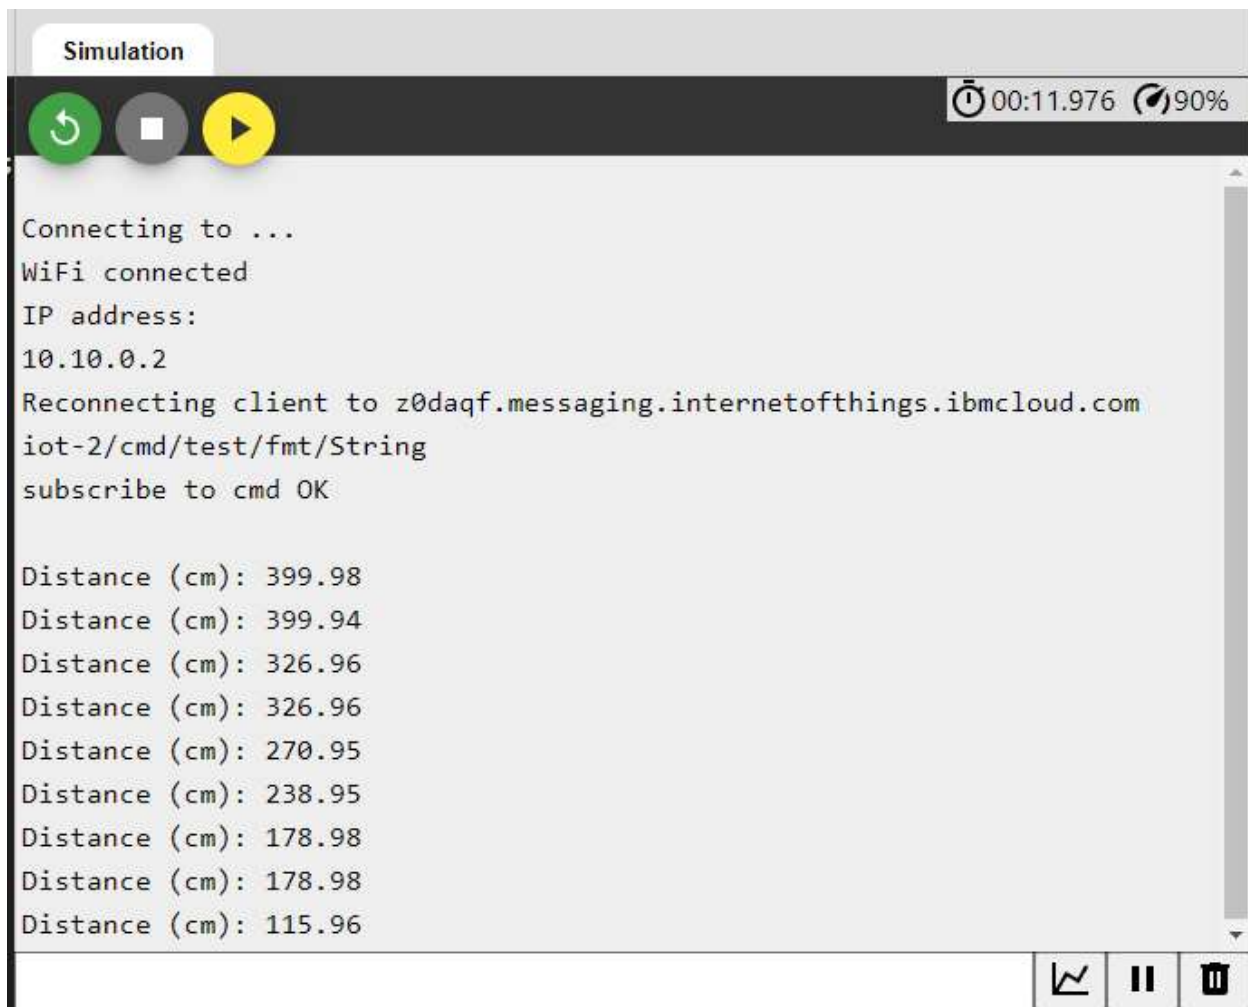 Simulation
00:11.976 90%
Connecting to ...
WiFi connected
IP address:
10.10.0.2
Reconnecting client to z0daqf.messaging.internetofthings.ibmcloud.com
iot-2/cmd/test/fmt/String
subscribe to cmd OK
Distance (cm): 399.98
Distance (cm): 399.94
Distance (cm): 326.96
Distance (cm): 326.96
Distance (cm): 270.95
Distance (cm): 238.95
Distance (cm): 178.98
Distance (cm): 178.98
Distance (cm): 115.96